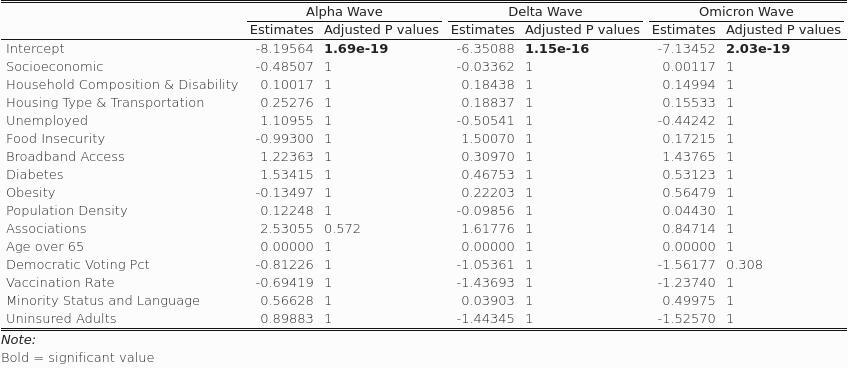 Alpha Wave Delta Wave Omicron Wave
Estimates Adjusted P values Estimates Adjusted P values Estimates Adjusted P values
Intercept -8.19564 1.69e-19 -6.35088 1.15e-16 -7.13452 2.03e-19
Socioeconomic -0.48507 1 -0.03362 1 0.00117 1
Household Composition & Disability 0.10017 1 0.18438 1 0.14994 1
Housing Type & Transportation 0.25276 1 0.18837 1 0.15533 1
Unemployed 1.10955 1 -0.50541 1 -0.44242 1
Food Insecurity -0.99300 1 1.50070 1 0.17215 1
Broadband Access 1.22363 1 0.30970 1 1.43765 1
Diabetes 1.53415 1 0.46753 1 0.53123 1
Obesity -0.13497 1 0.22203 1 0.56479 1
Population Density 0.12248 1 -0.09856 1 0.04430 1
Associations 2.53055 0.572 1.61776 1 0.84714 1
Age over 65 0.00000 1 0.00000 1 0.00000 1
Democratic Voting Pct -0.81226 1 -1.05361 1 -1.56177 0.308
Vaccination Rate -0.69419 1 -1.43693 1 -1.23740 1
Minority Status and Language 0.56628 1 0.03903 1 0.49975 1
Uninsured Adults 0.89883 1 -1.44345 1 -1.52570 1
Note:
Bold = significant value